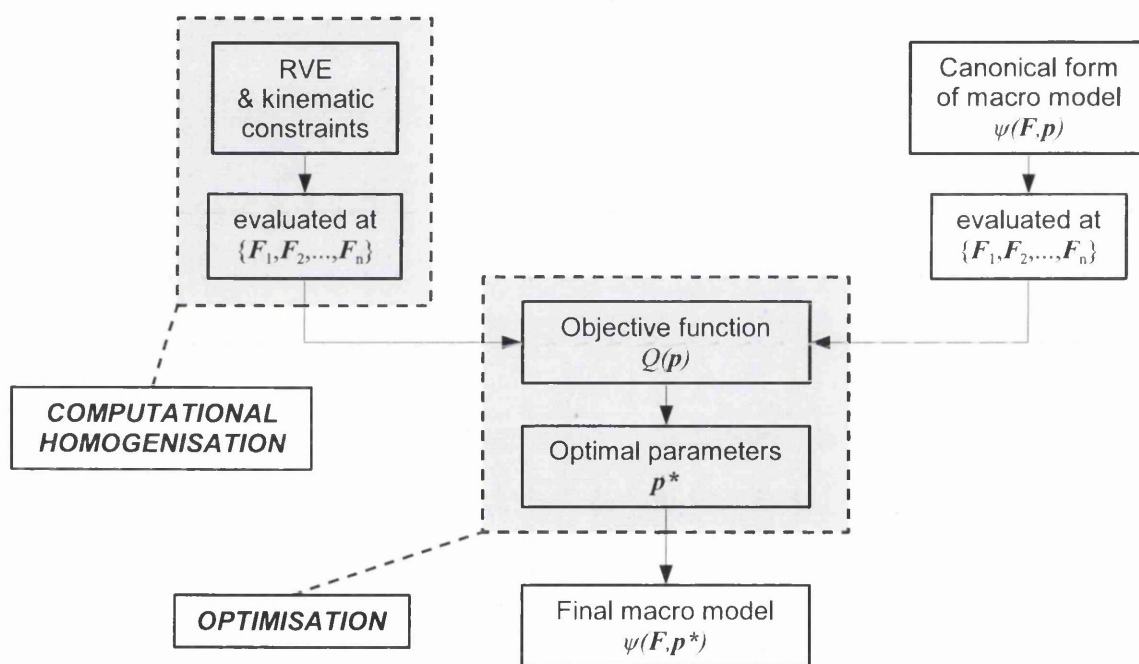 RVE
& kinematic
constraints
evaluated at
{F₁,F₂,...,Fₙ}
Canonical form
of macro model
ψ(F,p)
evaluated at
{F₁,F₂,...,Fₙ}
Objective function
Q(p)
Optimal parameters
p*
Final macro model
ψ(F,p*)
COMPUTATIONAL
HOMOGENISATION
OPTIMISATION